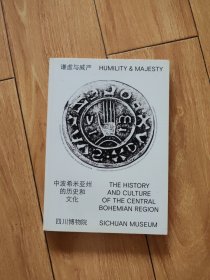 谦虚与威严 HUMILITY & MAJESTY
中波希米亚州
的历史和
文化
THE HISTORY
AND CULTURE
OF THE CENTRAL
BOHEMIAN REGION
四川博物院 SICHUAN MUSEUM